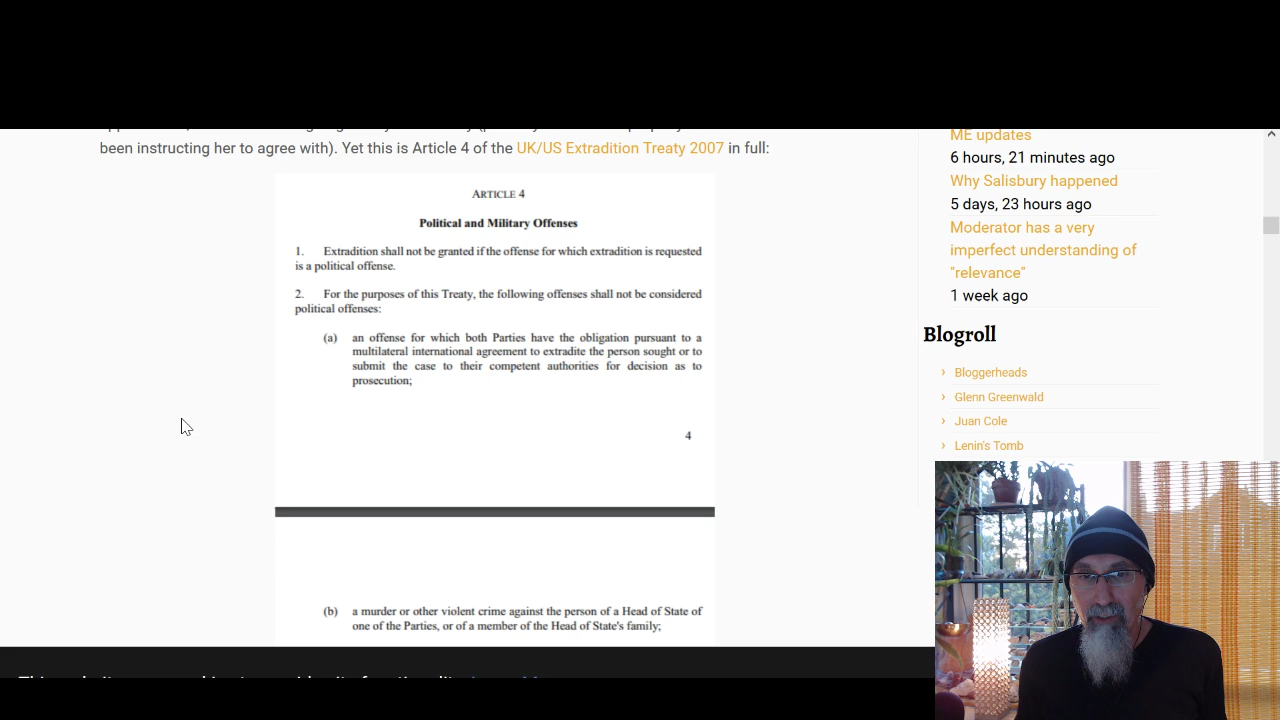 been instructing her to agree with). Yet this is Article 4 of the UK/US Extradition Treaty 2007 in full:
ARTICLE 4
Political and Military Offenses
1. Extradition shall not be granted if the offense for which extradition is requested
is a political offense.
2. For the purposes of this Treaty, the following offenses shall not be considered
political offenses:
(a) an offense for which both Parties have the obligation pursuant to a
multilateral international agreement to extradite the person sought or to
submit the case to their competent authorities for decision as to
prosecution;
4
(b) a murder or other violent crime against the person of a Head of State of
one of the Parties, or of a member of the Head of State's family;
ME updates
6 hours, 21 minutes ago
Why Salisbury happened
5 days, 23 hours ago
Moderator has a very
imperfect understanding of
"relevance"
1 week ago
Blogroll
› Bloggerheads
› Glenn Greenwald
› Juan Cole
› Lenin's Tomb